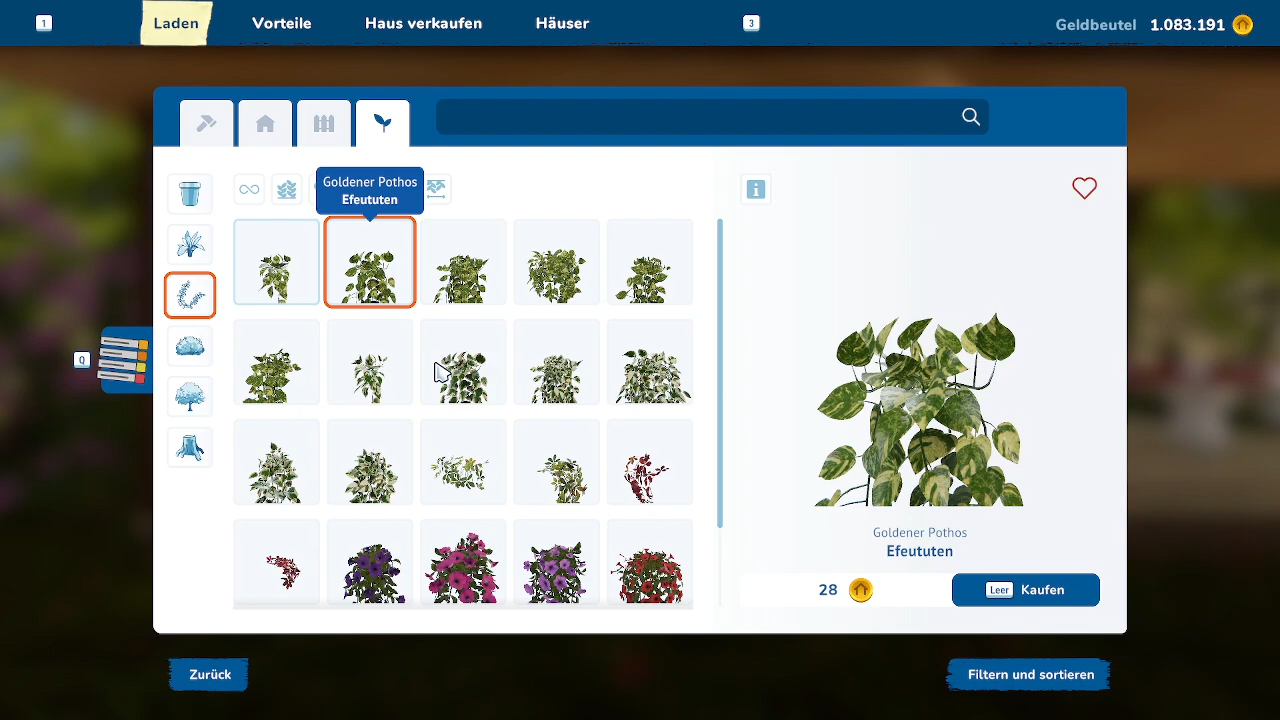 1
Laden
Vorteile
Haus verkaufen
Häuser
3
Geldbeutel 1.083.191
Goldener Pothos
Efeututen
Q
Goldener Pothos
Efeututen
28
Leer Kaufen
Zurück
Filtern und sortieren